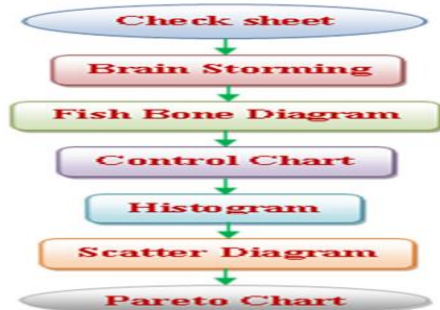 Check sheet
Brain Storming
Fish Bone Diagram
Control Chart
Histogram
Scatter Diagram
Pareto Chart